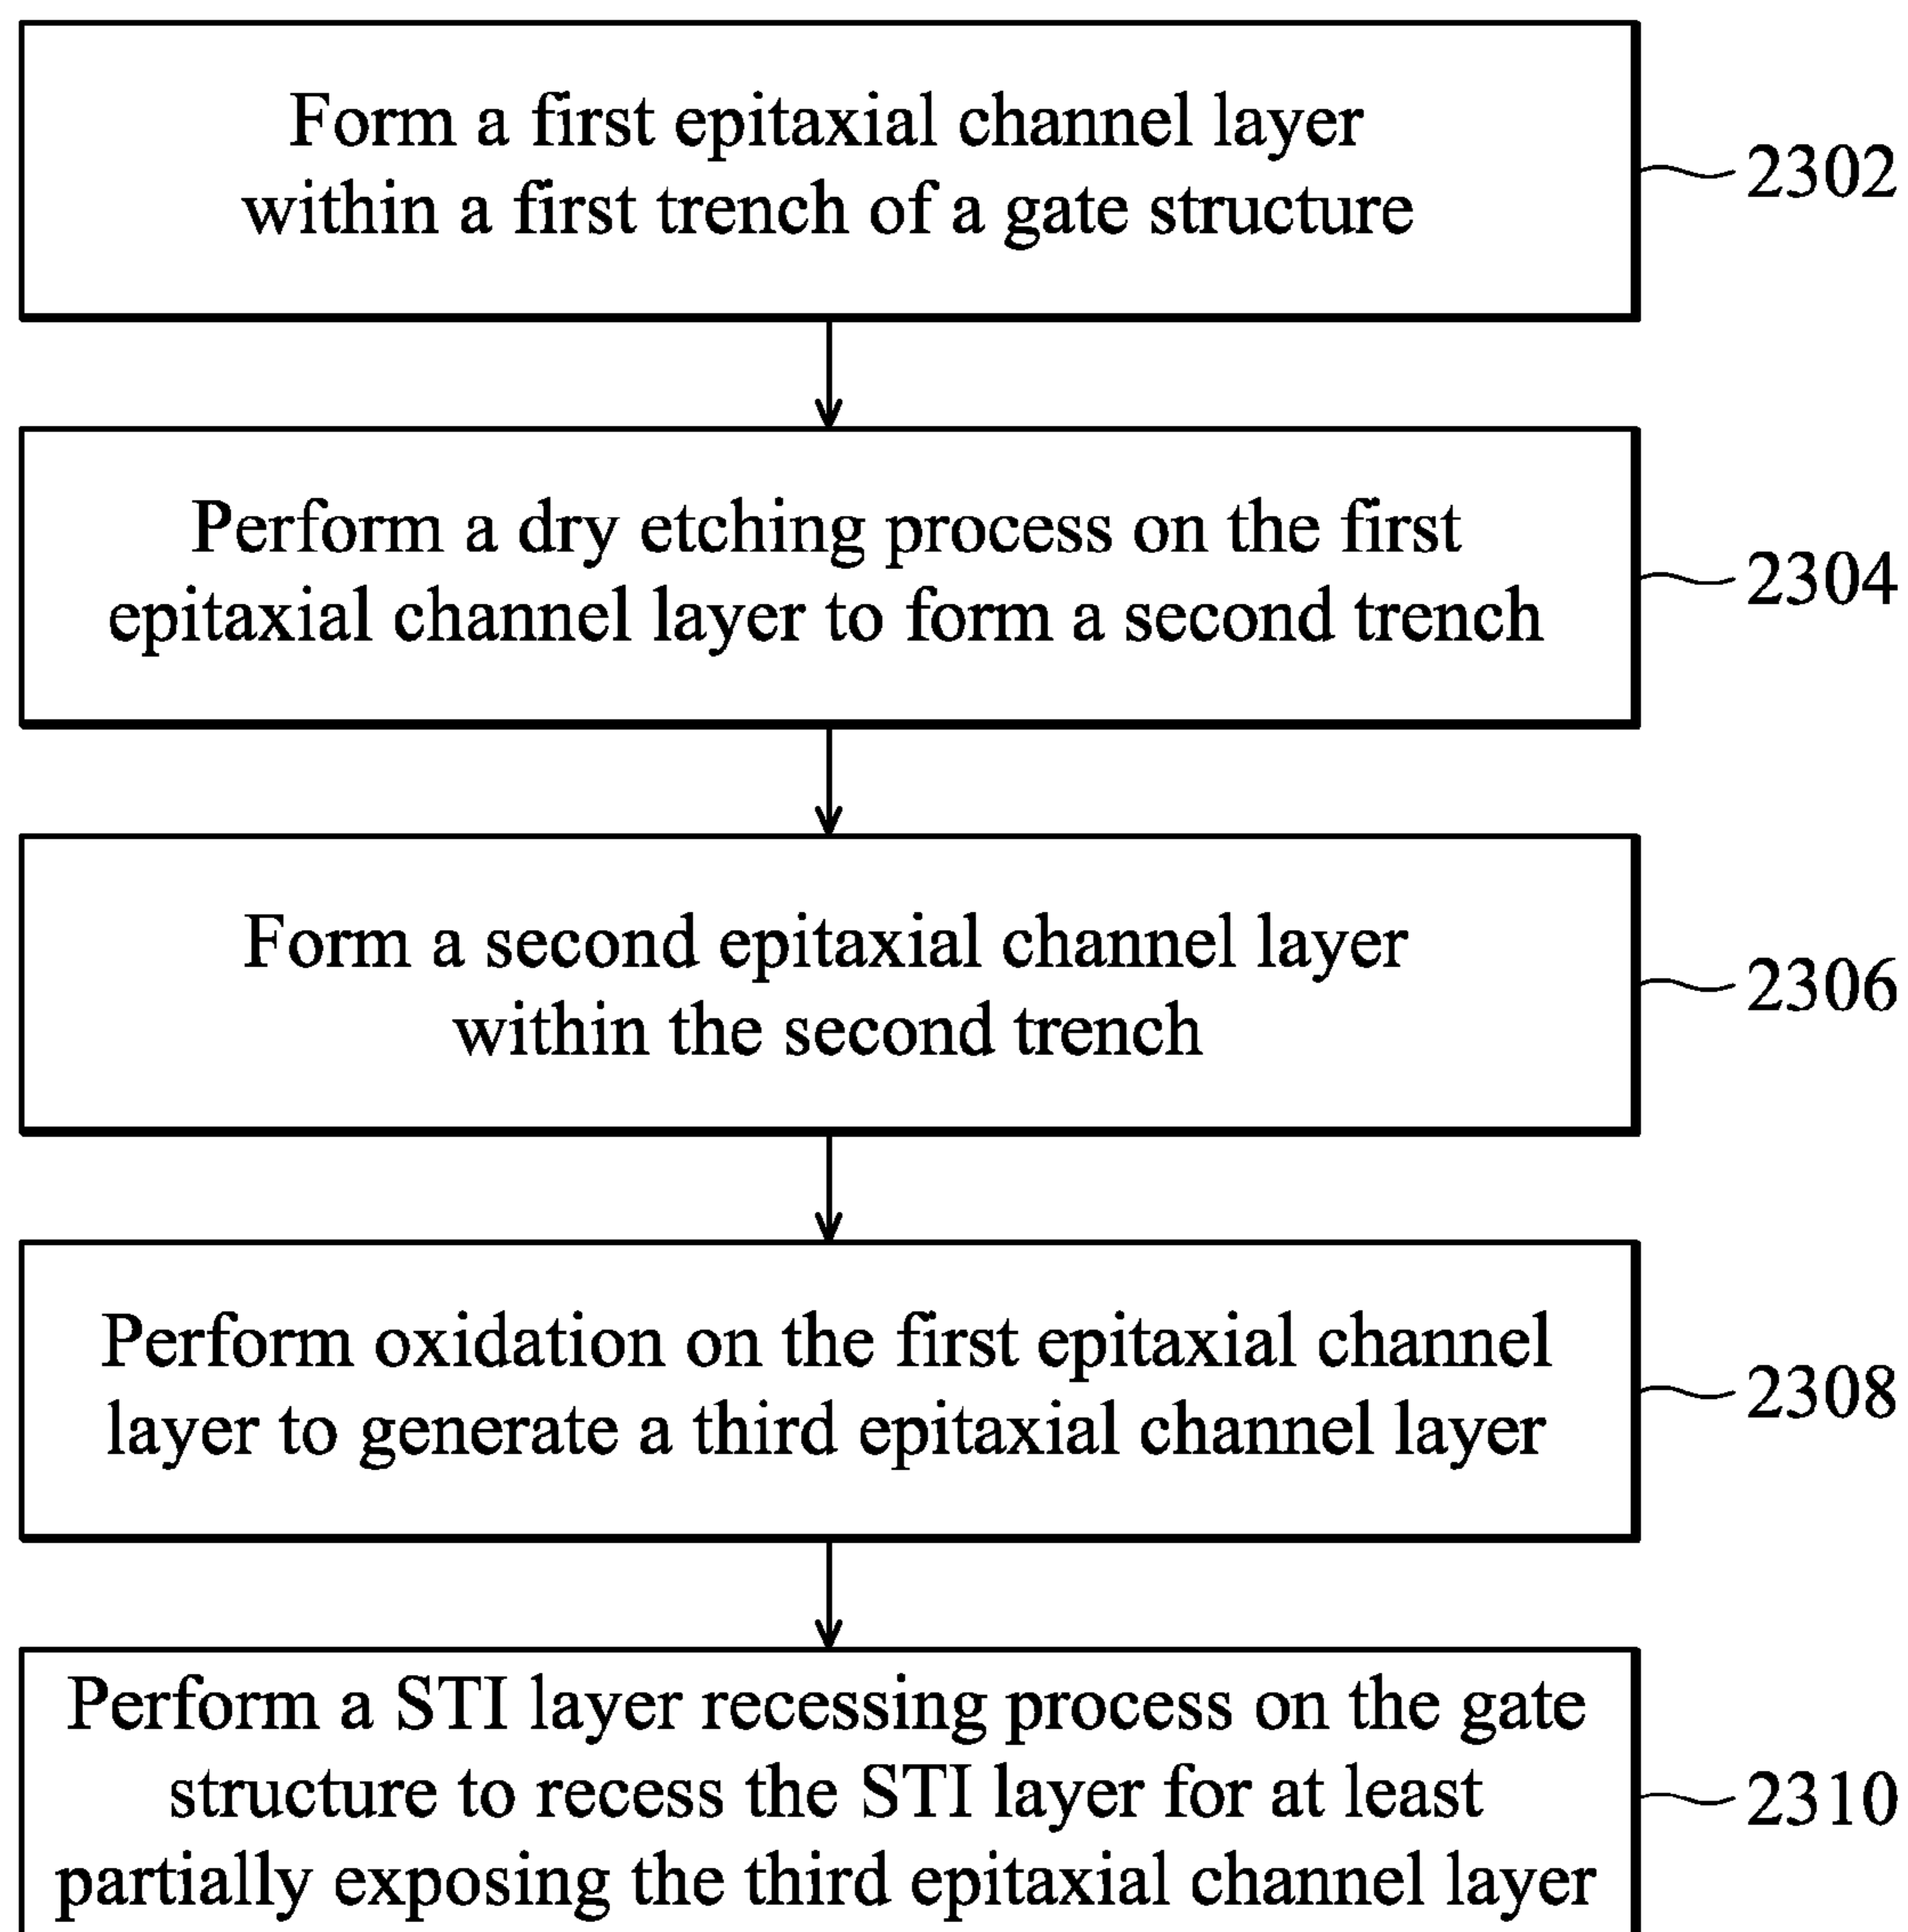 Form a first epitaxial channel layer
within a first trench of a gate structure
2302
Perform a dry etching process on the first
epitaxial channel layer to form a second trench
2304
Form a second epitaxial channel layer
within the second trench
2306
Perform oxidation on the first epitaxial channel
layer to generate a third epitaxial channel layer
2308
Perform a STI layer recessing process on the gate
structure to recess the STI layer for at least
partially exposing the third epitaxial channel layer
2310